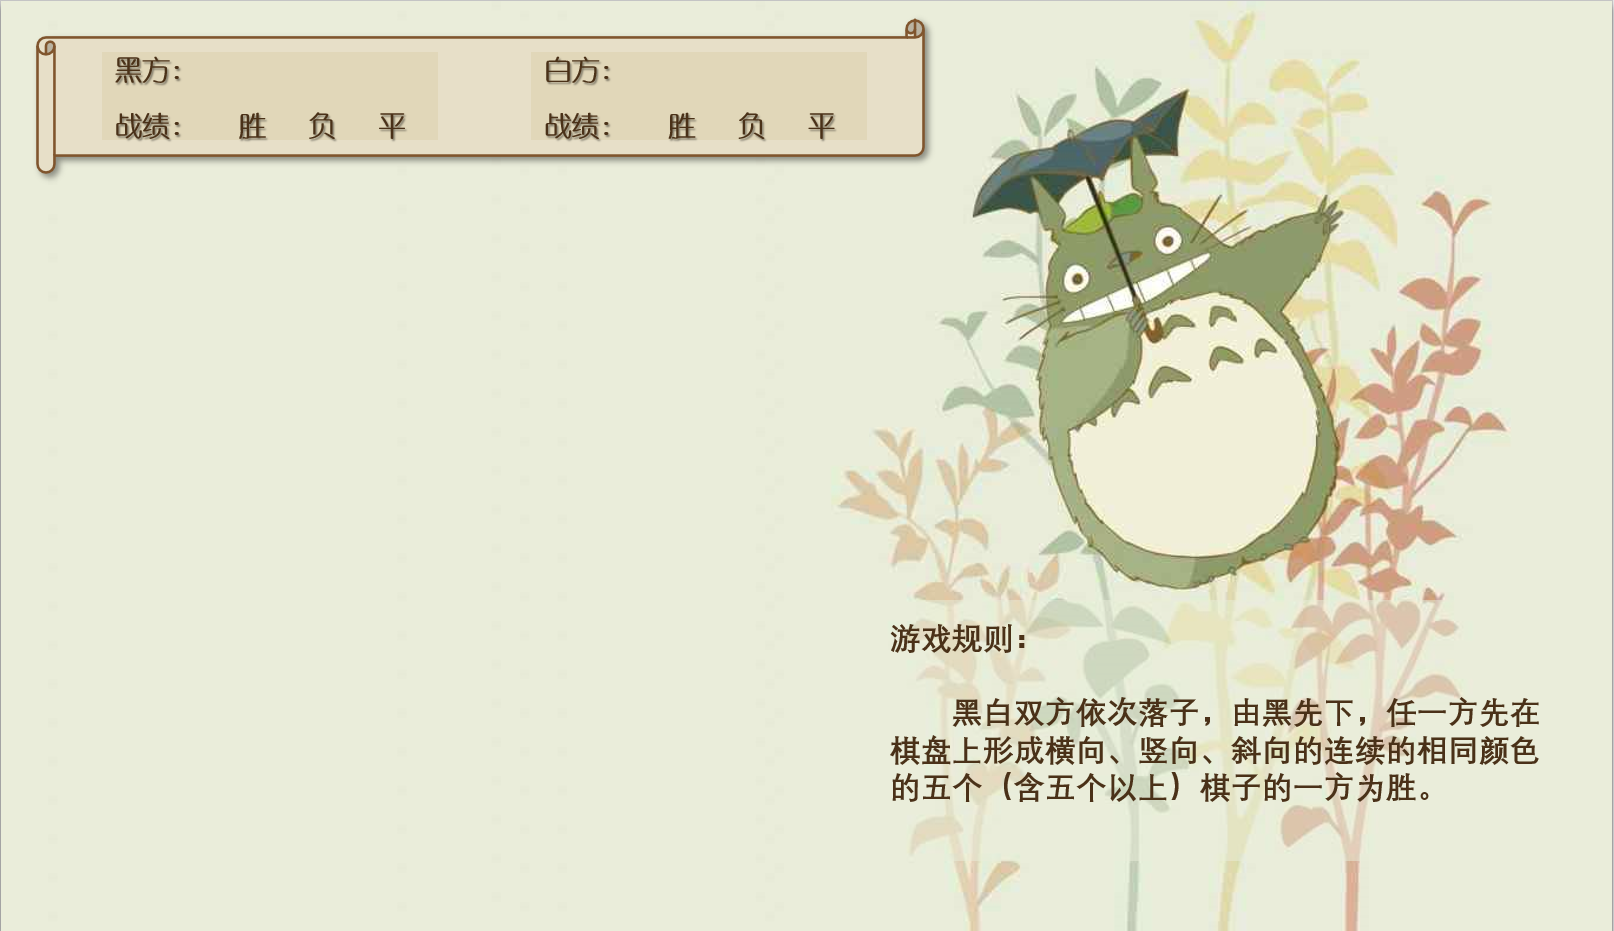 黑方：
战绩：　胜　负　平
白方：
战绩：　胜　负　平
游戏规则：
黑白双方依次落子，由黑先下，任一方先在
棋盘上形成横向、竖向、斜向的连续的相同颜色
的五个（含五个以上）棋子的一方为胜。